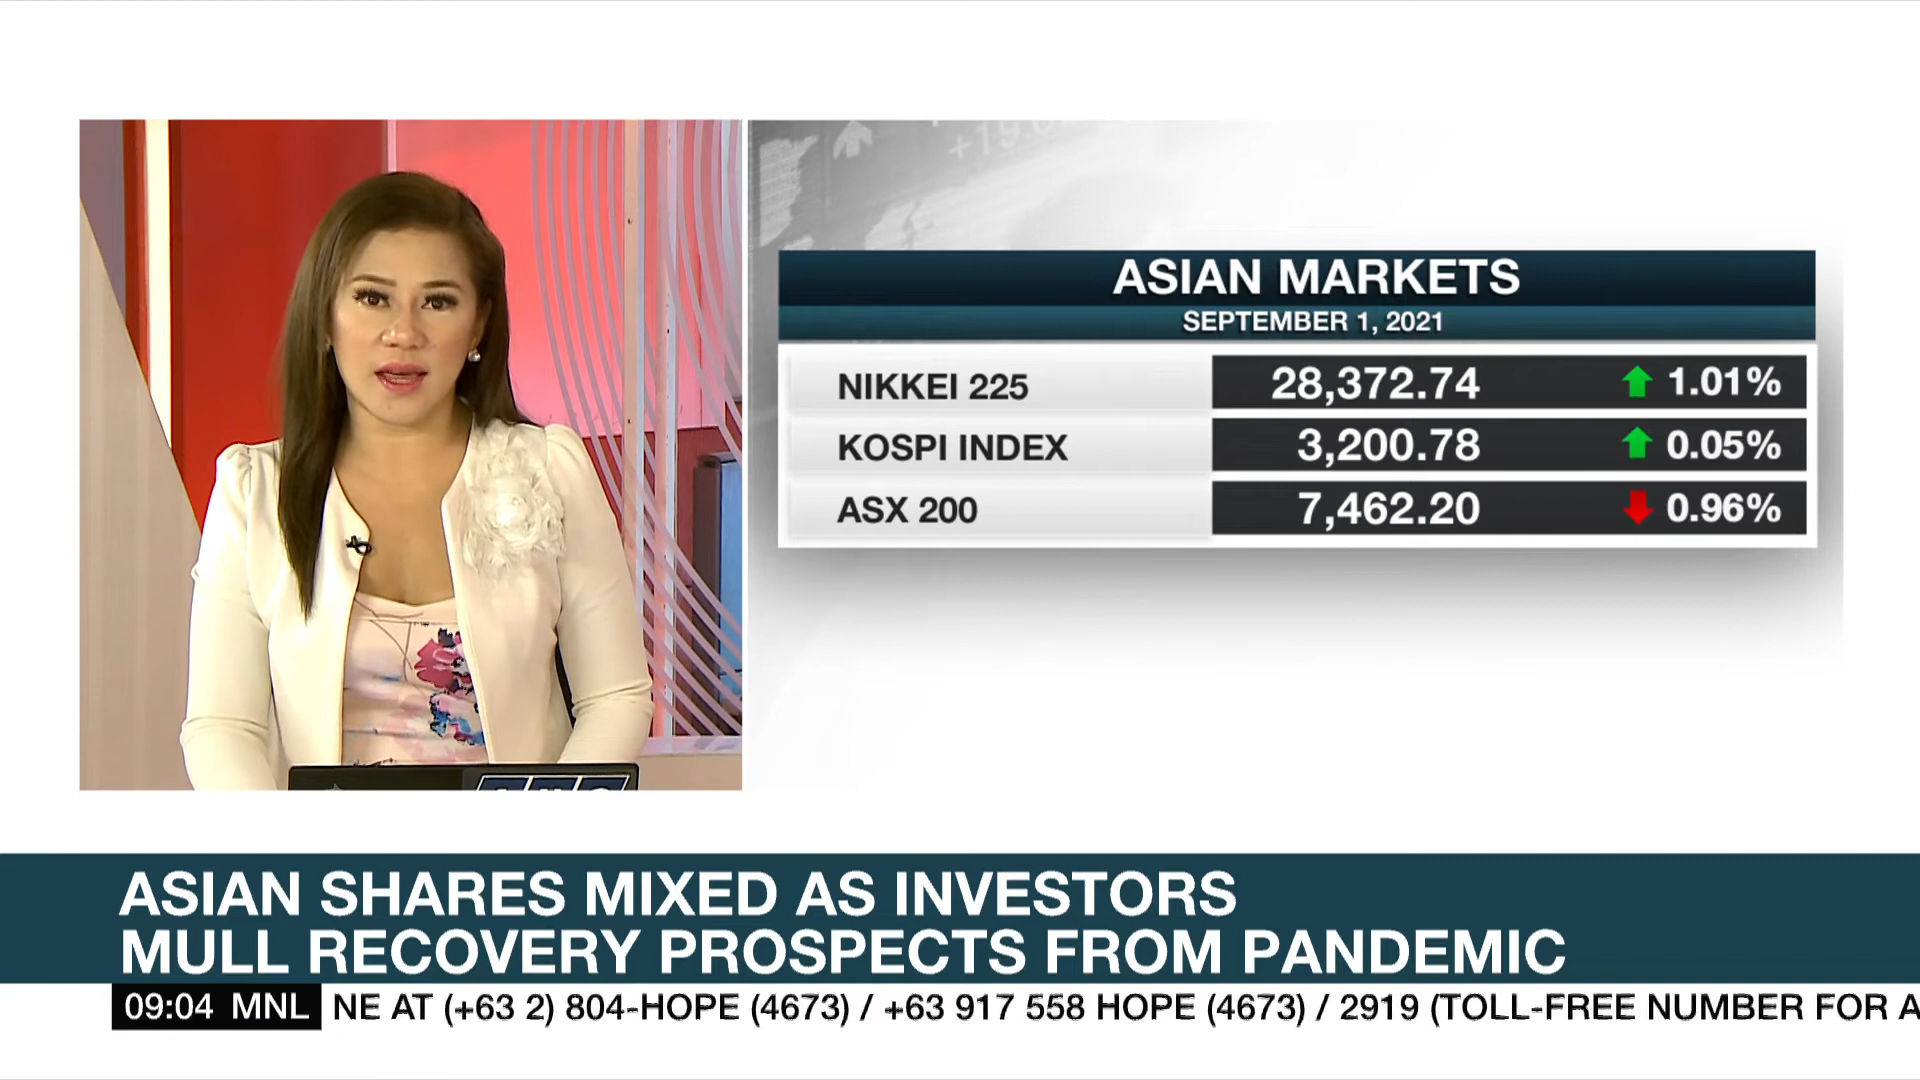 ASIAN MARKETS
SEPTEMBER 1, 2021
NIKKEI 225 28,372.74 1.01%
KOSPI INDEX 3,200.78 0.05%
ASX 200 7,462.20 0.96%
ASIAN SHARES MIXED AS INVESTORS
MULL RECOVERY PROSPECTS FROM PANDEMIC
09:04 MNL NE AT (+63 2) 804-HOPE (4673) / +63 917 558 HOPE (4673) / 2919 (TOLL-FREE NUMBER FOR A